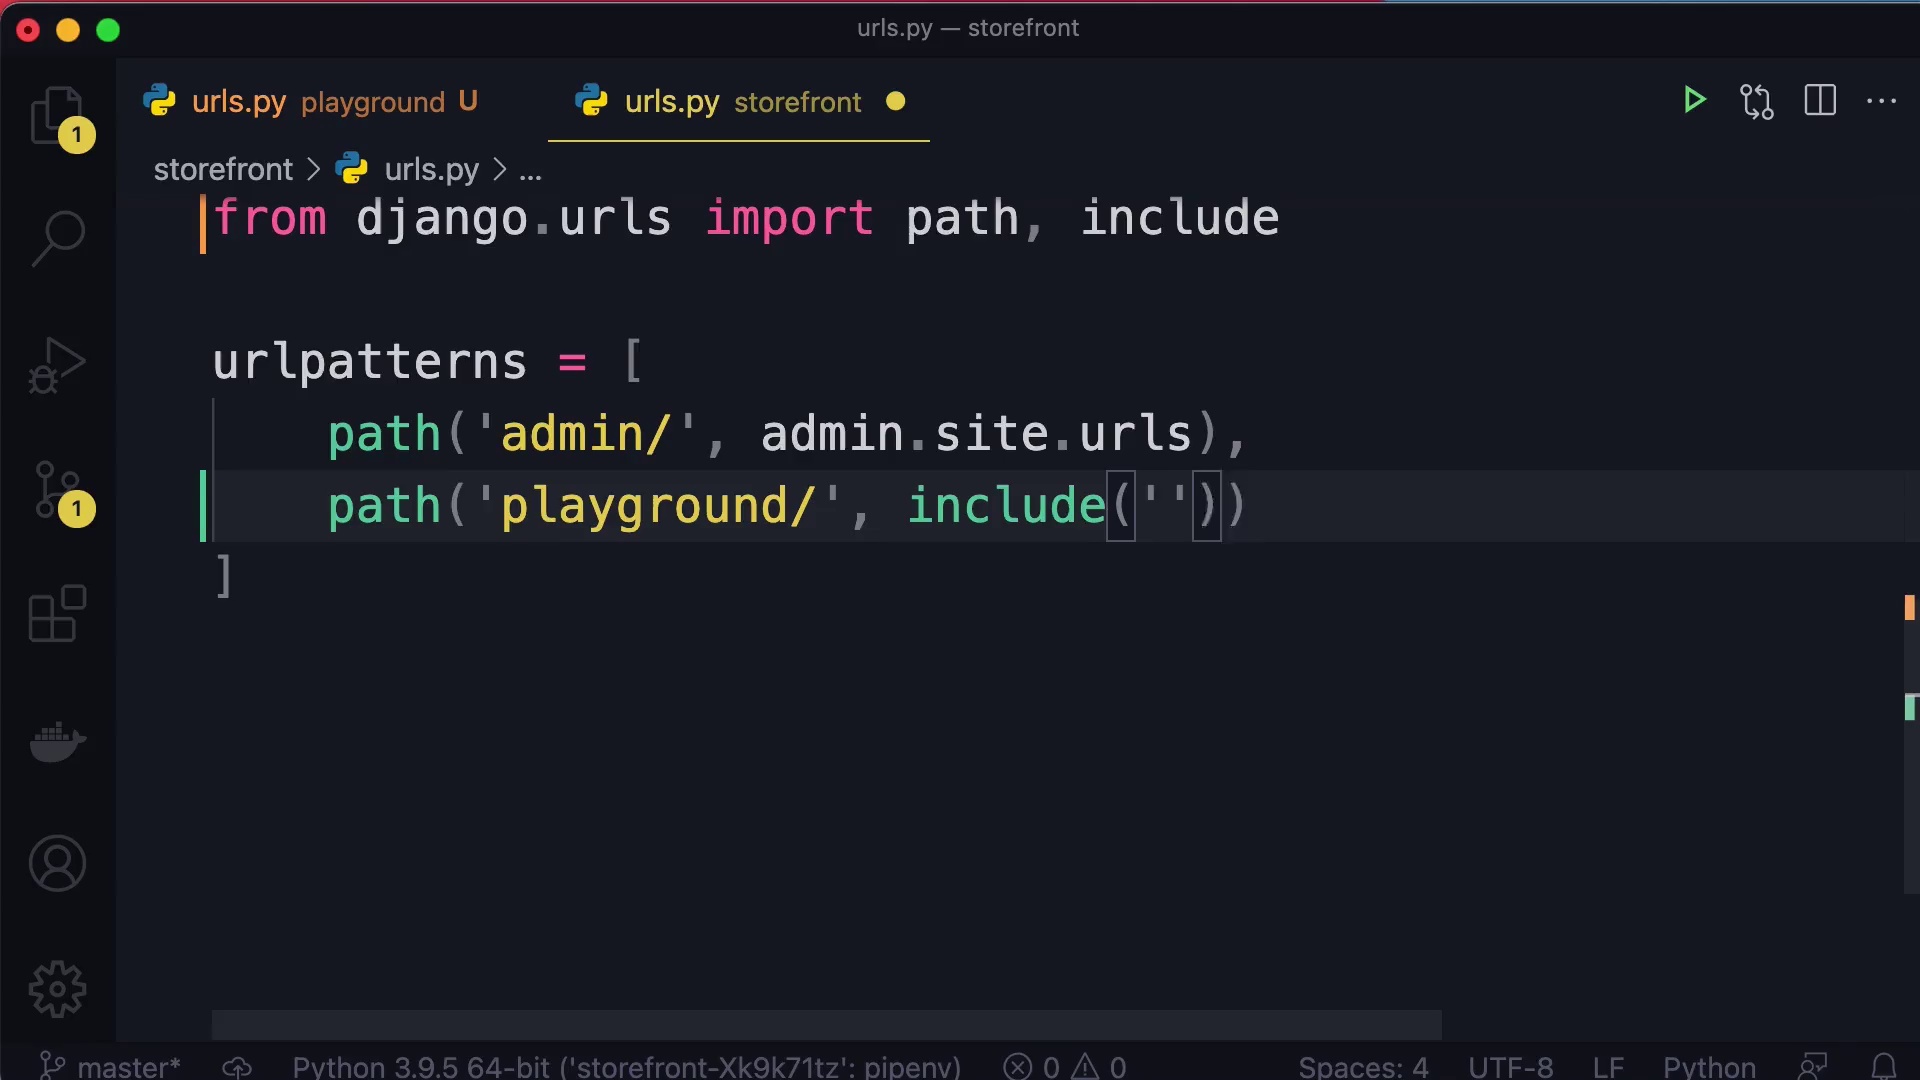 urls.py — storefront
urls.py playground U
urls.py storefront
storefront > urls.py > ...
from django.urls import path, include
urlpatterns = [
    path('admin/', admin.site.urls),
    path('playground/', include(''))
]
1
1
master* Python 3.9.5 64-bit ('storefront-Xk9k71tz': pipenv) 0 0 Spaces: 4 UTF-8 LF Python